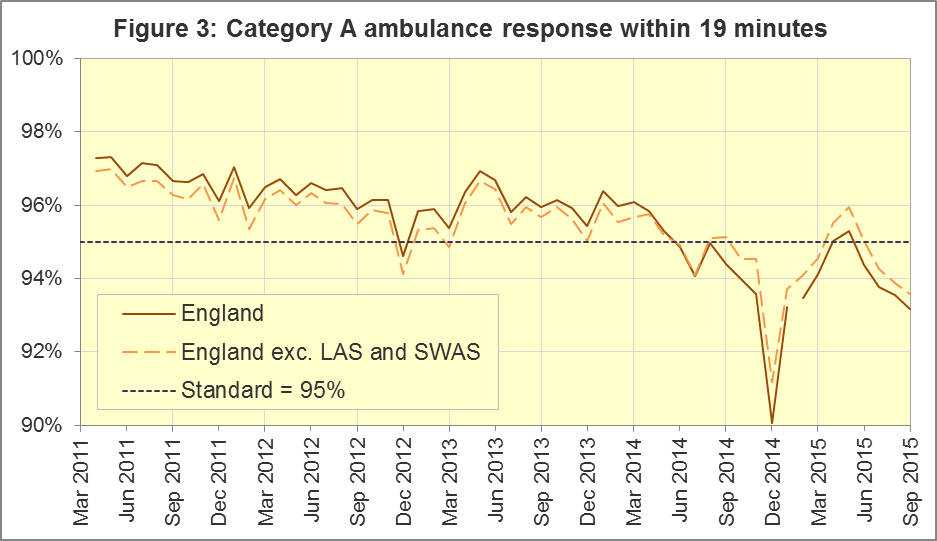 Figure 3: Category A ambulance response within 19 minutes
100%
98%
96%
94%
92%
90%
England
England exc. LAS and SWAS
Standard = 95%
Mar 2011
Jun 2011
Sep 2011
Dec 2011
Mar 2012
Jun 2012
Sep 2012
Dec 2012
Mar 2013
Jun 2013
Sep 2013
Dec 2013
Mar 2014
Jun 2014
Sep 2014
Dec 2014
Mar 2015
Jun 2015
Sep 2015